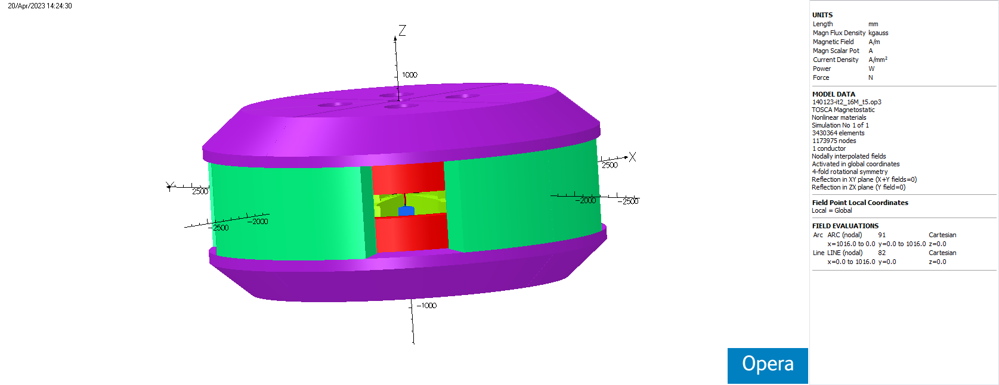 20/Apr/2023 14:24:30
Z
1000
X
2500
Y
2500
-2000
-2500
-2000
-2500
-1000
Opera
UNITS
Length mm
Magn Flux Density kgauss
Magnetic Field A/m
Magn Scalar Pot A
Current Density A/mm²
Power W
Force N
MODEL DATA
140123-it2_16M_t5.op3
TOSCA Magnetostatic
Nonlinear materials
Simulation No 1 of 1
3430364 elements
1173975 nodes
1 conductor
Nodally interpolated fields
Activated in global coordinates
4-fold rotational symmetry
Reflection in XY plane (X+Y fields=0)
Reflection in ZX plane (Y field=0)
Field Point Local Coordinates
Local = Global
FIELD EVALUATIONS
Arc ARC (nodal) 91 Cartesian
x=1016.0 to 0.0 y=0.0 to 1016.0 z=0.0
Line LINE (nodal) 82 Cartesian
x=0.0 to 1016.0 y=0.0 z=0.0